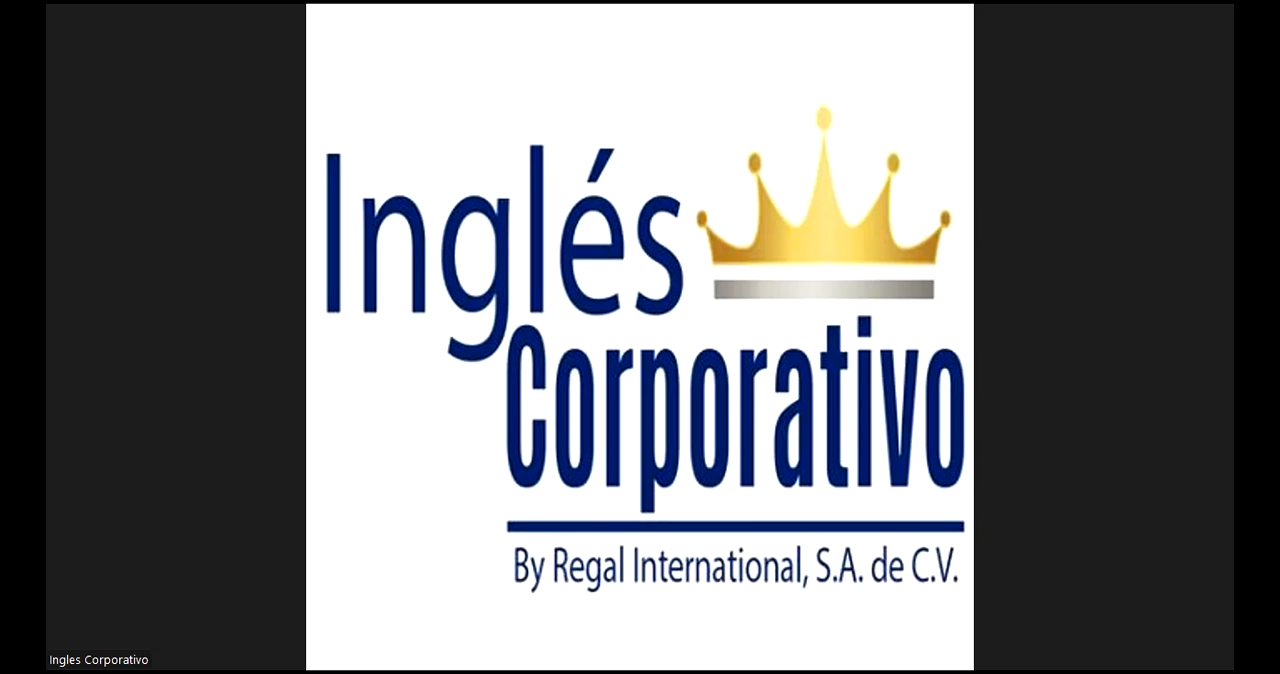 Inglés
Corporativo
By Regal International, S.A. de C.V.
Ingles Corporativo